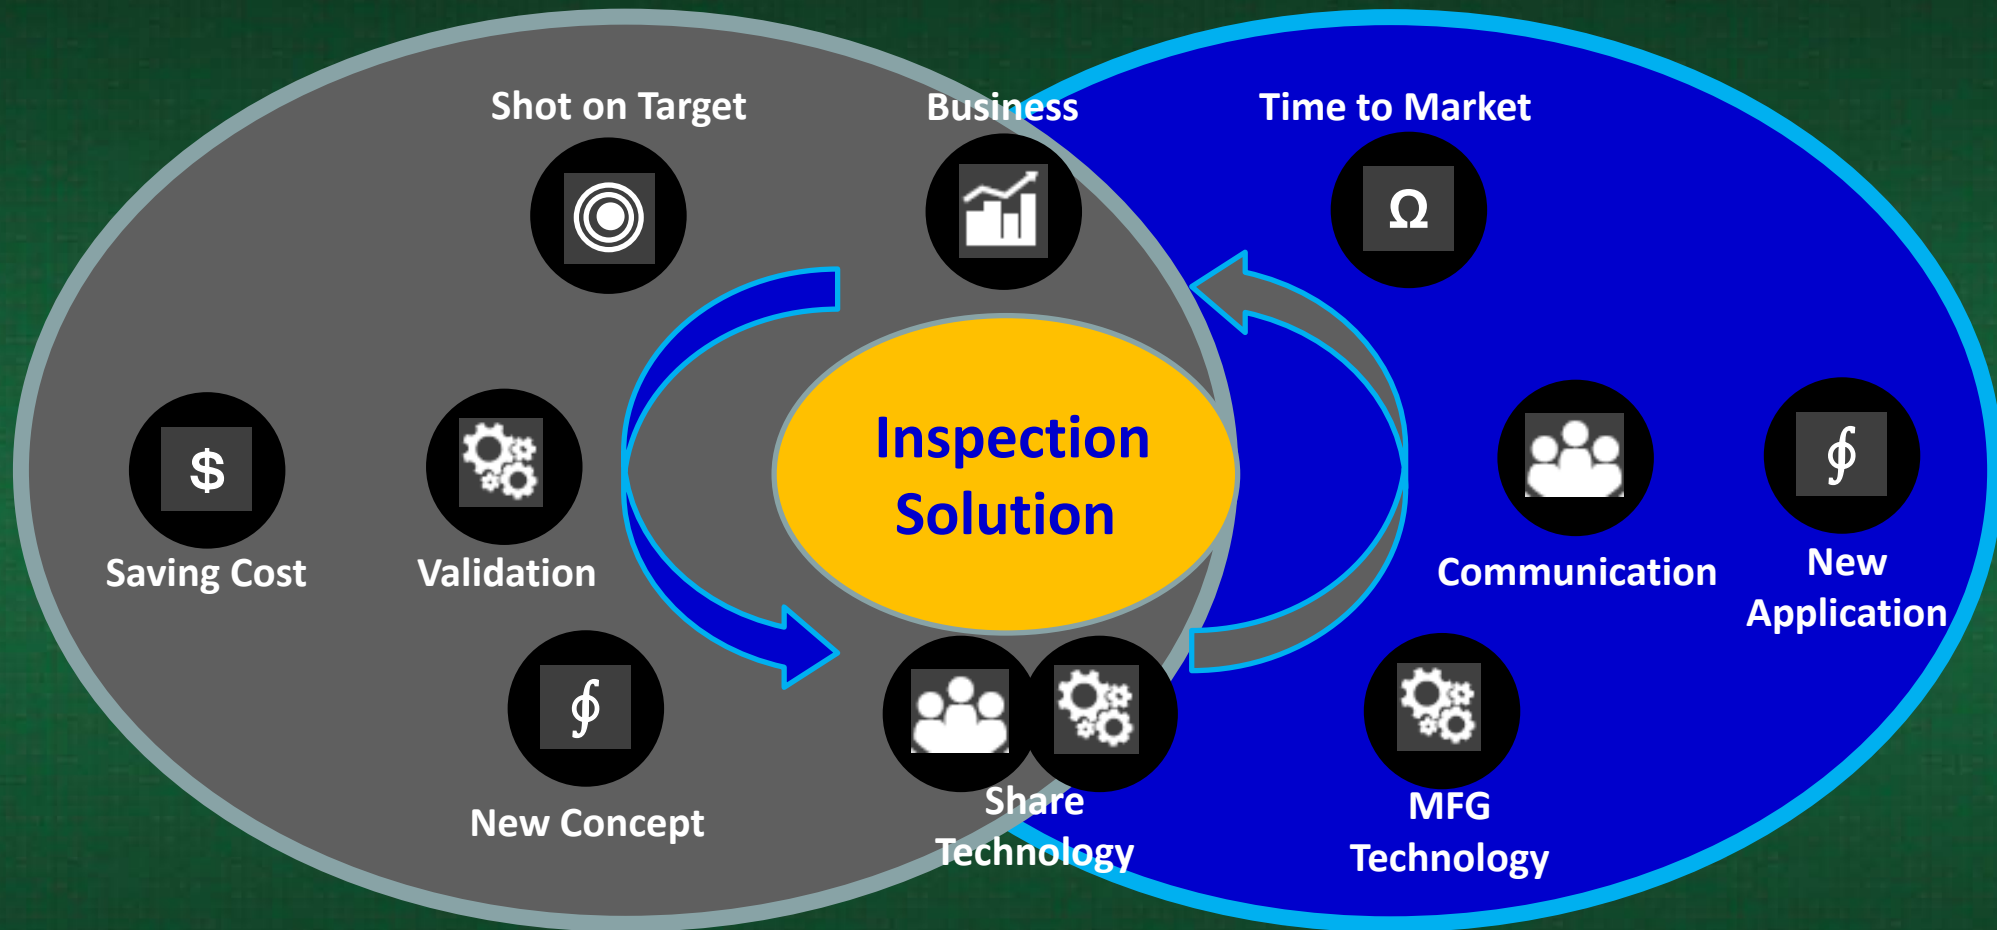 Shot on Target
Business
Time to Market
Ω
Inspection
Solution
$
∮
Saving Cost
Validation
Communication
New
Application
∮
New Concept
Share
Technology
MFG
Technology